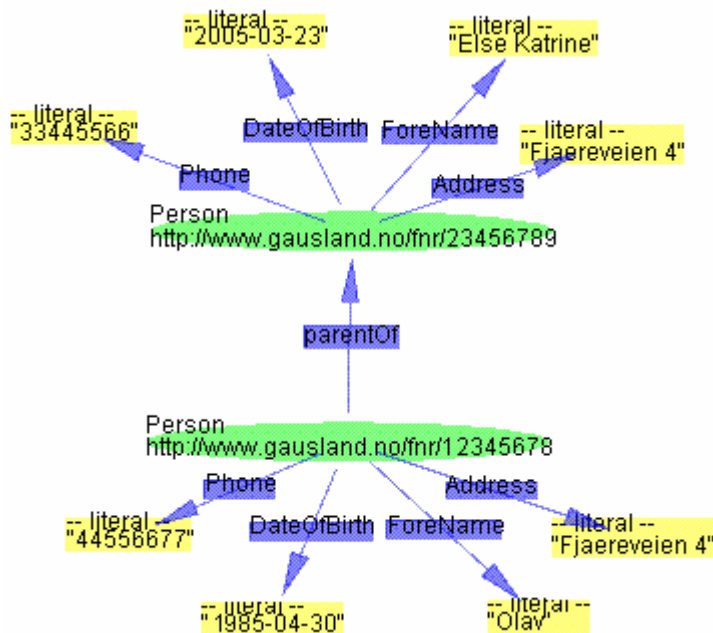 -- literal --
"2005-03-23"
-- literal --
"Else Katrine"
-- literal --
"33445566"
DateOfBirth
ForeName
-- literal --
"Fjaereveien 4"
Phone
Address
Person
http://www.gausland.no/fnr/23456789
parentOf
Person
http://www.gausland.no/fnr/12345678
Phone
Address
-- literal --
"44556677"
DateOfBirth
ForeName
-- literal --
"Fjaereveien 4"
-- literal --
"1985-04-30"
-- literal --
"Olav"